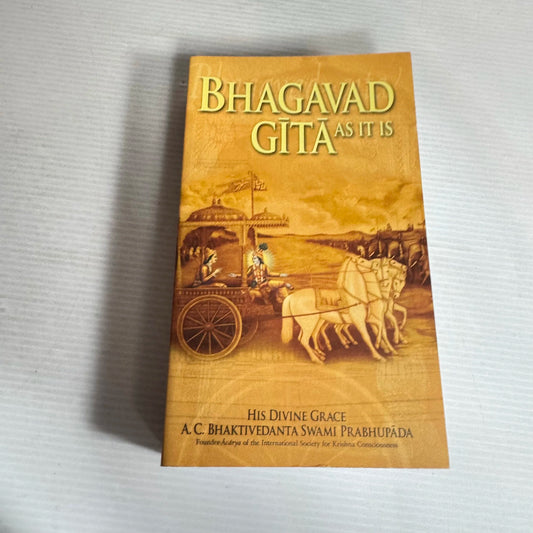 BHAGAVAD
GĪTĀ AS IT IS
HIS DIVINE GRACE
A. C. BHAKTIVEDANTA SWAMI PRABHUPĀDA
Founder-Ācārya of the International Society for Krishna Consciousness